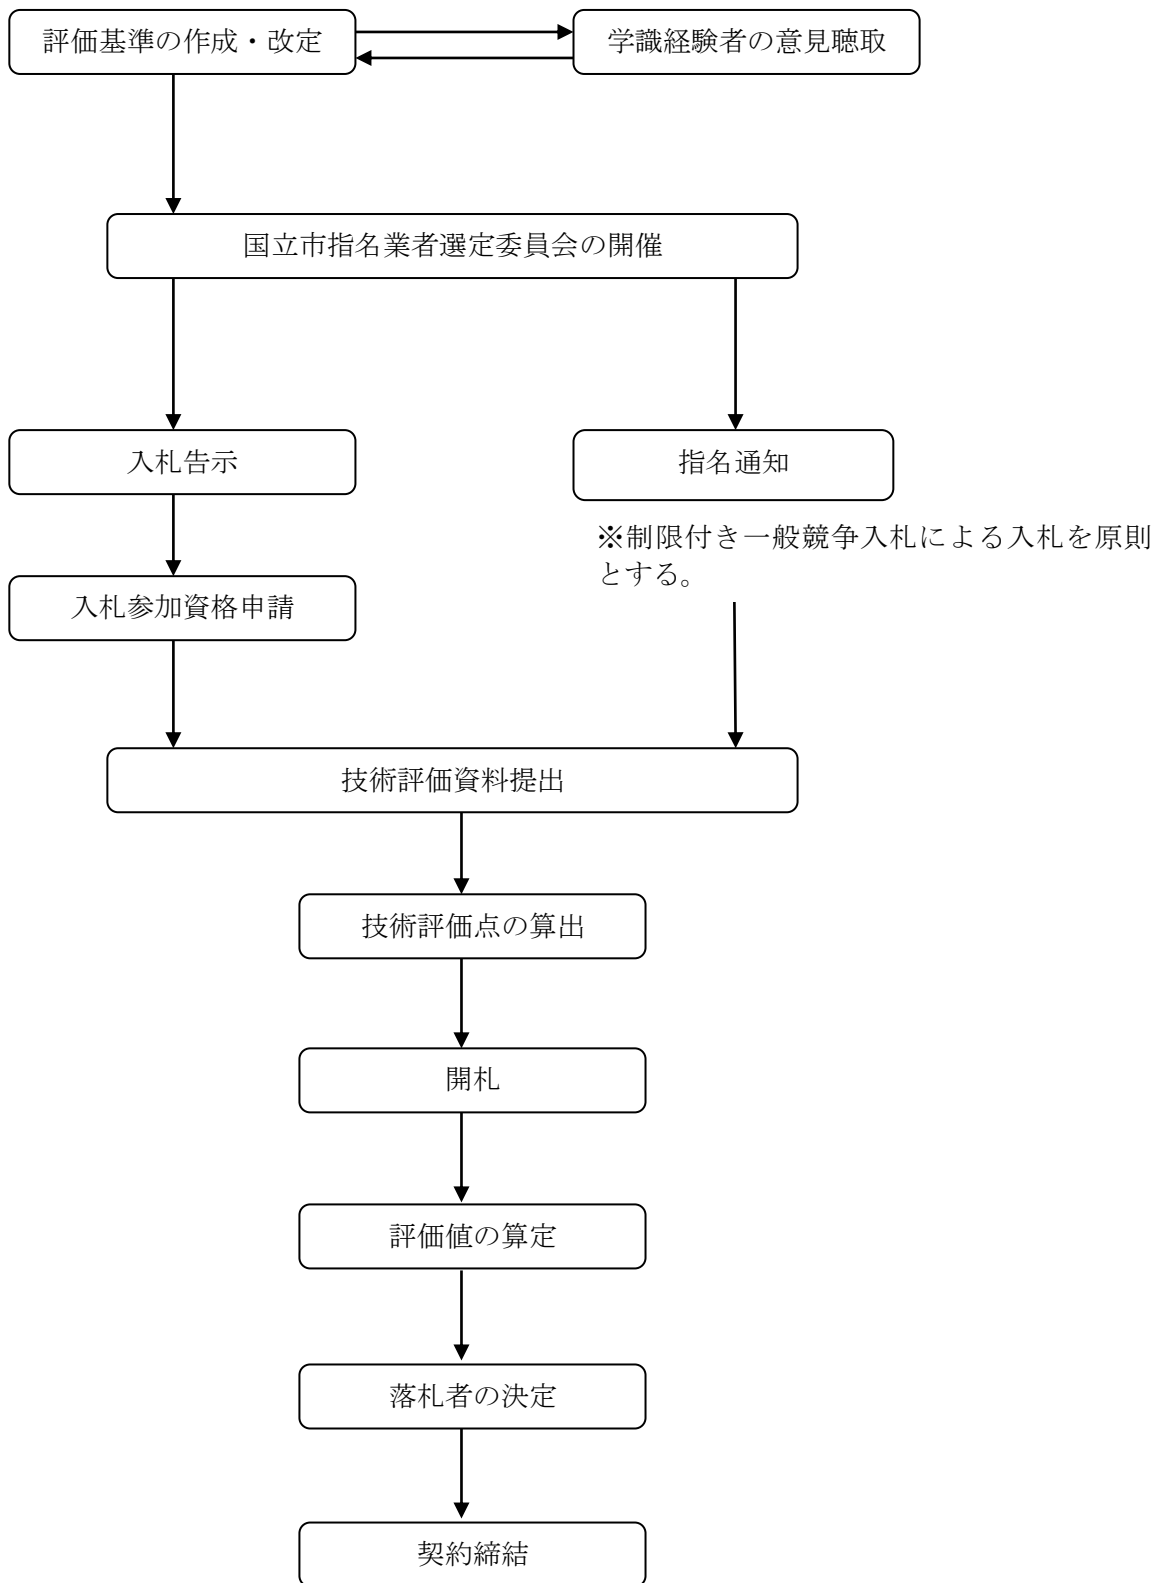 評価基準の作成・改定
学識経験者の意見聴取
国立市指名業者選定委員会の開催
入札告示
指名通知
※制限付き一般競争入札による入札を原則
とする。
入札参加資格申請
技術評価資料提出
技術評価点の算出
開札
評価値の算定
落札者の決定
契約締結